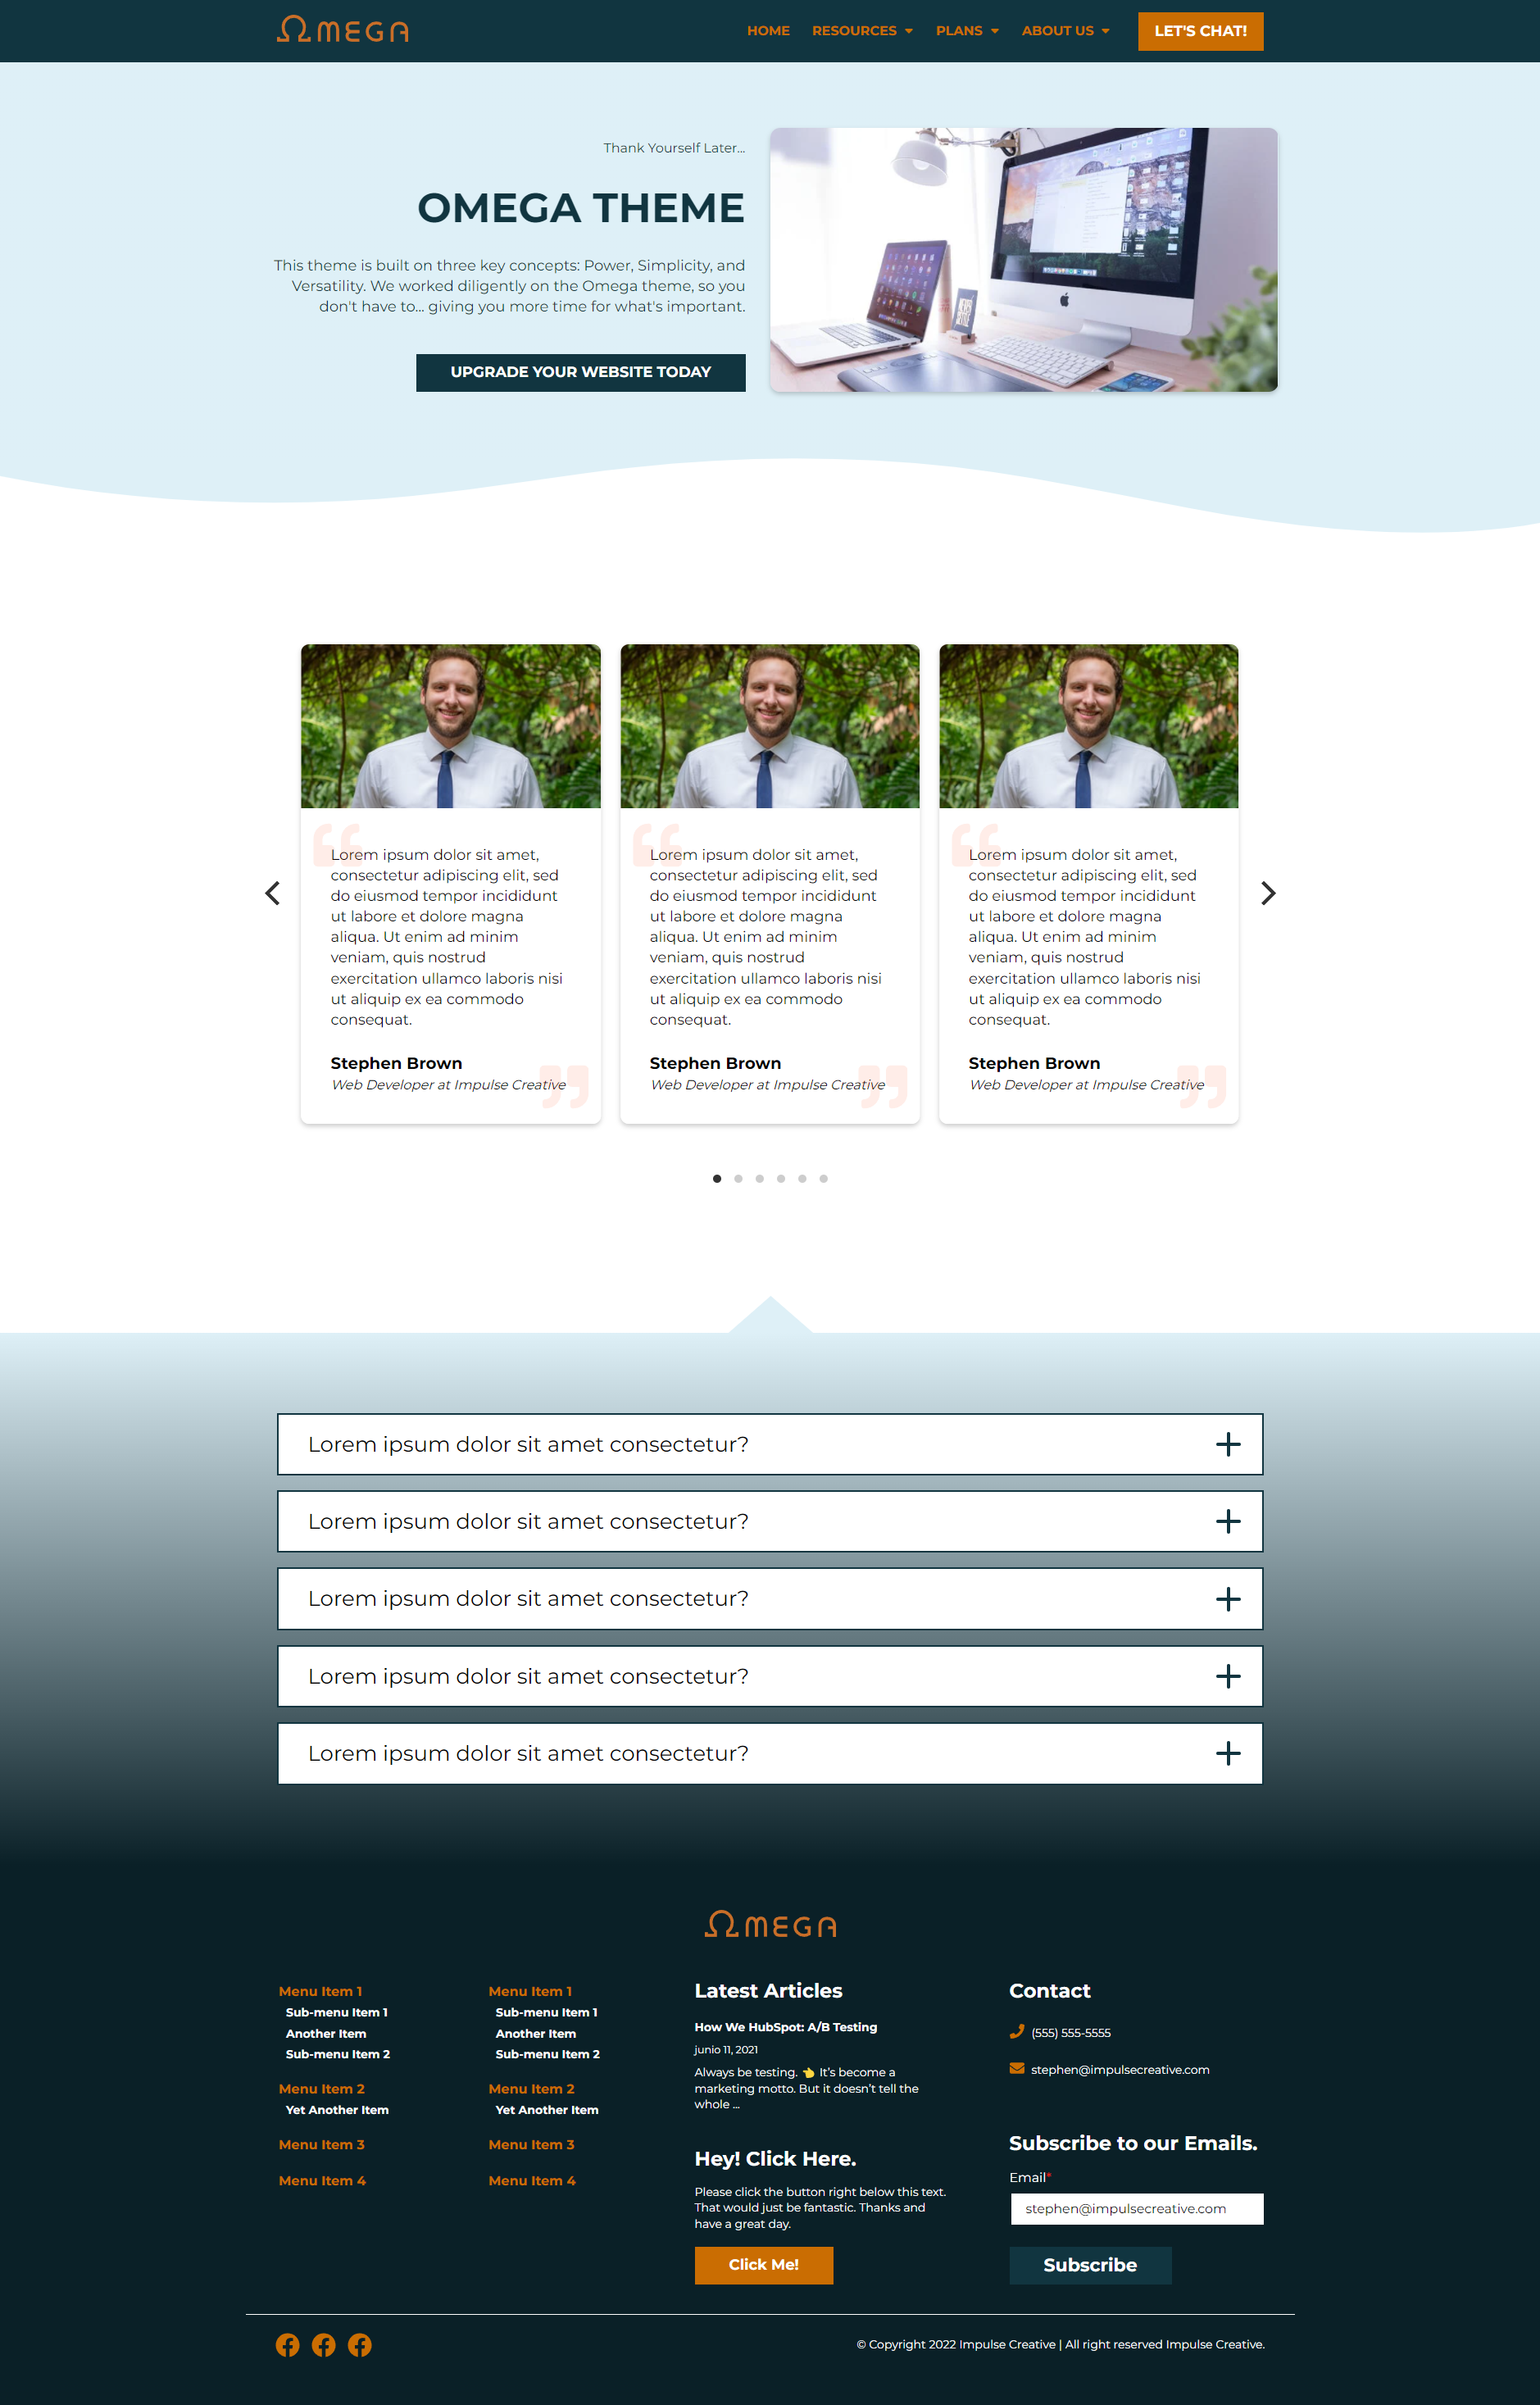 ΩMEGA
HOME RESOURCES PLANS ABOUT US LET'S CHAT!
Thank Yourself Later...
OMEGA THEME
This theme is built on three key concepts: Power, Simplicity, and
Versatility. We worked diligently on the Omega theme, so you
don't have to... giving you more time for what's important.
UPGRADE YOUR WEBSITE TODAY
Lorem ipsum dolor sit amet,
consectetur adipiscing elit, sed
do eiusmod tempor incididunt
ut labore et dolore magna
aliqua. Ut enim ad minim
veniam, quis nostrud
exercitation ullamco laboris nisi
ut aliquip ex ea commodo
consequat.
Stephen Brown
Web Developer at Impulse Creative
Lorem ipsum dolor sit amet,
consectetur adipiscing elit, sed
do eiusmod tempor incididunt
ut labore et dolore magna
aliqua. Ut enim ad minim
veniam, quis nostrud
exercitation ullamco laboris nisi
ut aliquip ex ea commodo
consequat.
Stephen Brown
Web Developer at Impulse Creative
Lorem ipsum dolor sit amet,
consectetur adipiscing elit, sed
do eiusmod tempor incididunt
ut labore et dolore magna
aliqua. Ut enim ad minim
veniam, quis nostrud
exercitation ullamco laboris nisi
ut aliquip ex ea commodo
consequat.
Stephen Brown
Web Developer at Impulse Creative
Lorem ipsum dolor sit amet consectetur?
Lorem ipsum dolor sit amet consectetur?
Lorem ipsum dolor sit amet consectetur?
Lorem ipsum dolor sit amet consectetur?
Lorem ipsum dolor sit amet consectetur?
ΩMEGA
Menu Item 1
Sub-menu Item 1
Another Item
Sub-menu Item 2
Menu Item 2
Yet Another Item
Menu Item 3
Menu Item 4
Menu Item 1
Sub-menu Item 1
Another Item
Sub-menu Item 2
Menu Item 2
Yet Another Item
Menu Item 3
Menu Item 4
Latest Articles
How We HubSpot: A/B Testing
junio 11, 2021
Always be testing. 👈 It's become a
marketing motto. But it doesn't tell the
whole ...
Hey! Click Here.
Please click the button right below this text.
That would just be fantastic. Thanks and
have a great day.
Click Me!
Contact
(555) 555-5555
stephen@impulsecreative.com
Subscribe to our Emails.
Email*
stephen@impulsecreative.com
Subscribe
© Copyright 2022 Impulse Creative | All right reserved Impulse Creative.